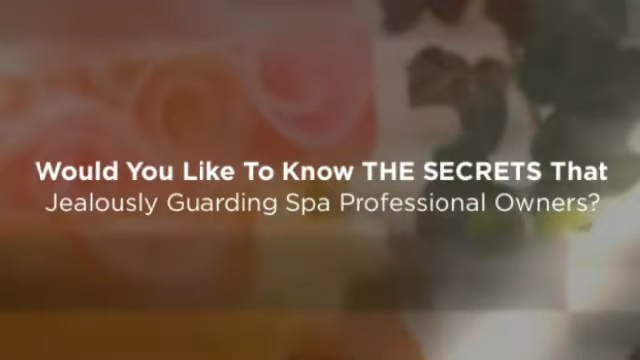 Would You Like To Know THE SECRETS That
Jealously Guarding Spa Professional Owners?